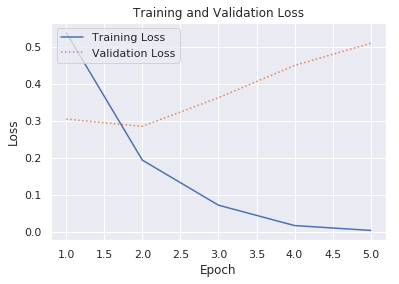 Training and Validation Loss
Training Loss
Validation Loss
0.5
0.4
0.3
0.2
0.1
0.0
Loss
1.0 1.5 2.0 2.5 3.0 3.5 4.0 4.5 5.0
Epoch